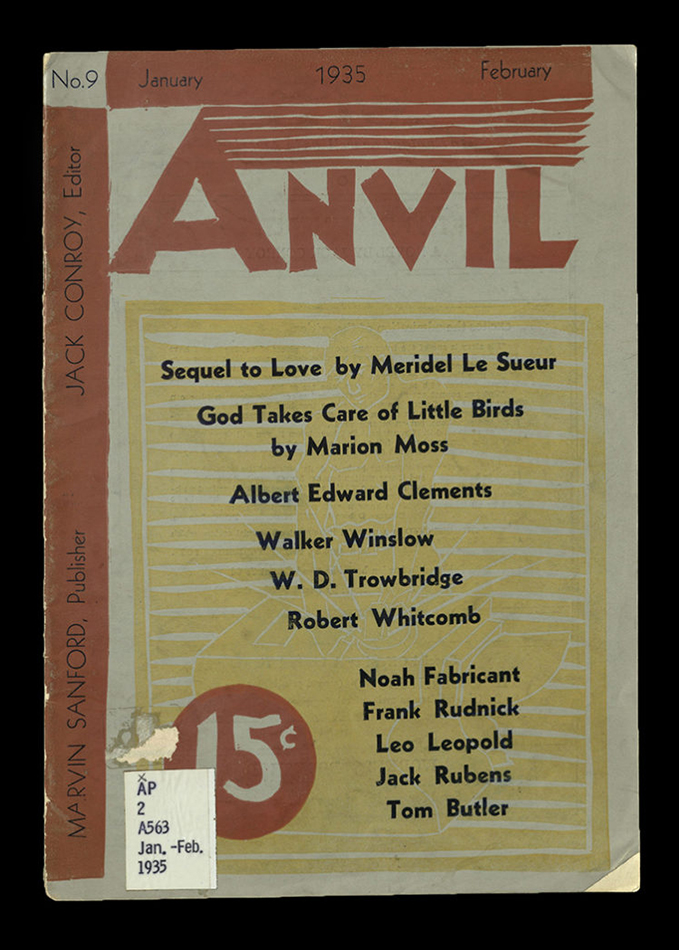 No.9
January 1935 February
ANVIL
JACK CONROY, Editor
MARVIN SANFORD, Publisher
Sequel to Love by Meridel Le Sueur
God Takes Care of Little Birds
by Marion Moss
Albert Edward Clements
Walker Winslow
W. D. Trowbridge
Robert Whitcomb
Noah Fabricant
Frank Rudnick
Leo Leopold
Jack Rubens
Tom Butler
15¢
x
AP
2
A563
Jan. -Feb.
1935